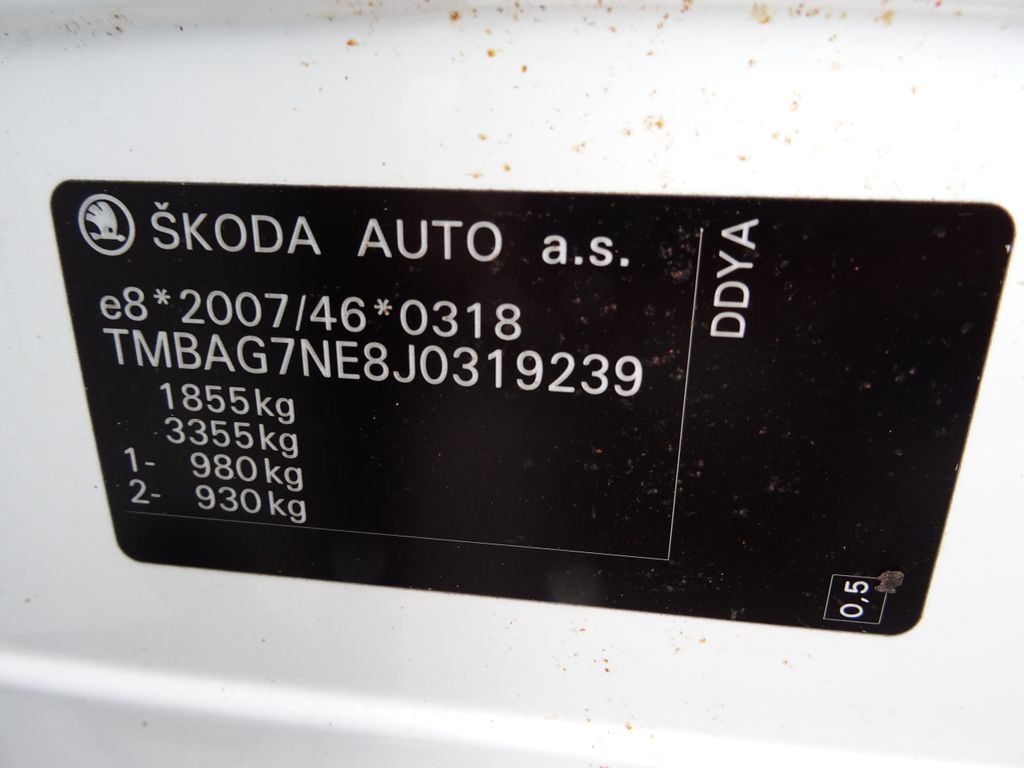 ŠKODA AUTO a.s.
e8*2007/46*0318
TMBAG7NE8J0319239
1855kg
3355kg
1- 980kg
2- 930kg
DDYA
0,5